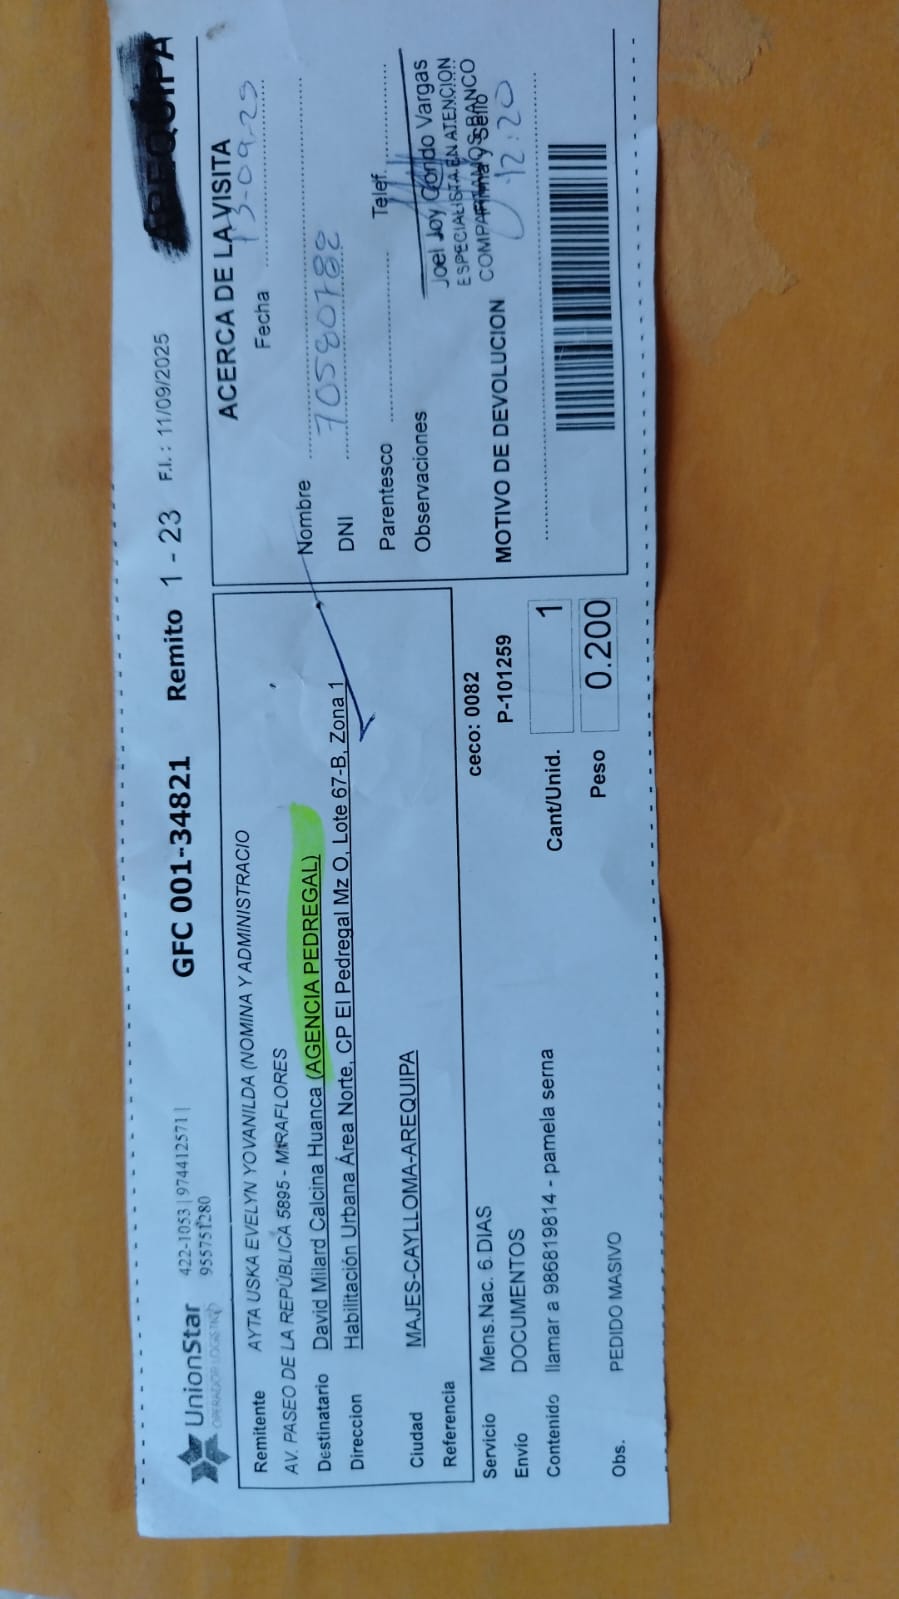 UnionStar
OPERADOR LOGISTICO
422-1053 | 974412571 |
955751280
GFC 001-34821
Remito 1 - 23
F.I.: 11/09/2025
AREQUIPA
Remitente AYTA USKA EVELYN YOVANILDA (NOMINA Y ADMINISTRACIO
AV. PASEO DE LA REPÚBLICA 5895 - MIRAFLORES
Destinatario David Milard Calcina Huanca (AGENCIA PEDREGAL)
Direccion Habilitación Urbana Área Norte, CP El Pedregal Mz O, Lote 67-B, Zona 1
Ciudad MAJES-CAYLLOMA-AREQUIPA
Referencia
Servicio Mens.Nac. 6 DIAS
ceco: 0082
Envío DOCUMENTOS
P-101259
Contenido llamar a 986819814 - pamela serna
Cant/Unid. 1
Peso 0.200
Obs. PEDIDO MASIVO
ACERCA DE LA VISITA
Fecha 13-09.25
Nombre
DNI 70580788
Parentesco
Telef.
Observaciones
Joel Joy Condo Vargas
ESPECIALISTA EN ATENCION
COMPARTAMOS BANCO
Firma y Sello
12:20
MOTIVO DE DEVOLUCION